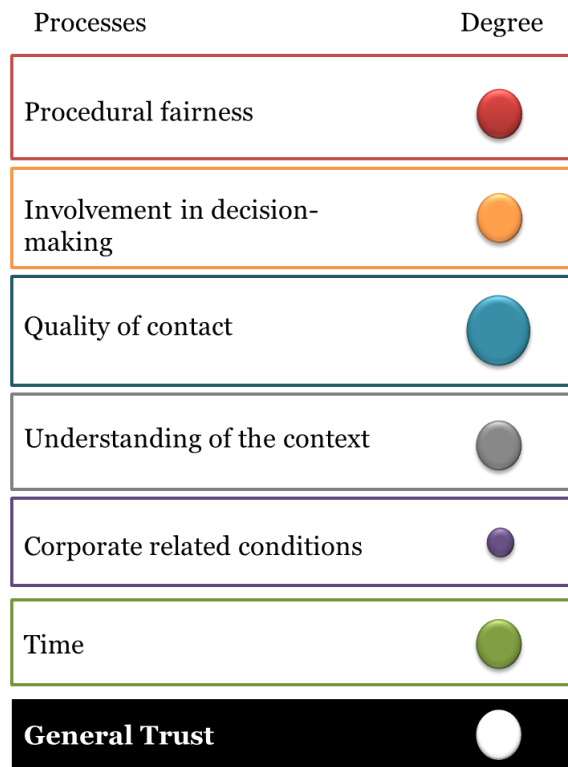 Processes Degree
Procedural fairness
Involvement in decision-
making
Quality of contact
Understanding of the context
Corporate related conditions
Time
General Trust